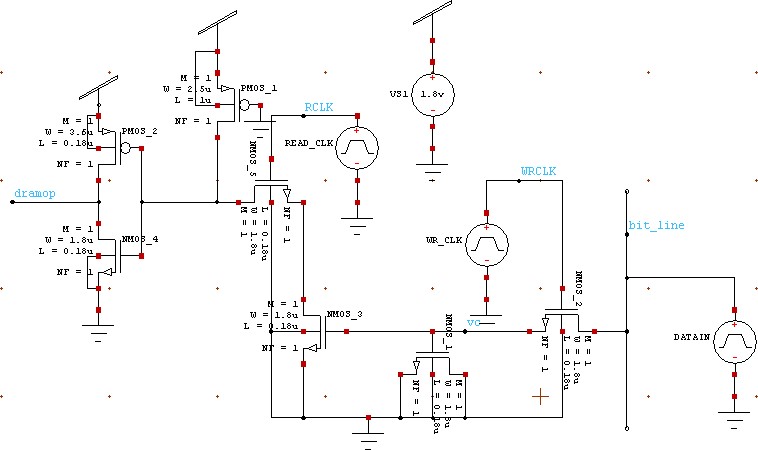 M = 1
W = 2.5u
L = 1u
NF = 1
PMOS_1
VS1
1.8v
RCLK
READ_CLK
M = 1
W = 3.6u
L = 0.18u
NF = 1
PMOS_2
dramop
M = 1
W = 1.8u
L = 0.18u
NF = 1
NMOS_4
NMOS_5
NF = 1
L = 0.18u
W = 1.8u
M = 1
WRCLK
WR_CLK
bit_line
M = 1
W = 1.8u
L = 0.18u
NF = 1
NMOS_3
NMOS_1
M = 1
W = 1.8u
L = 0.18u
NF = 1
vc
NMOS_2
M = 1
W = 1.8u
L = 0.18u
NF = 1
DATAIN